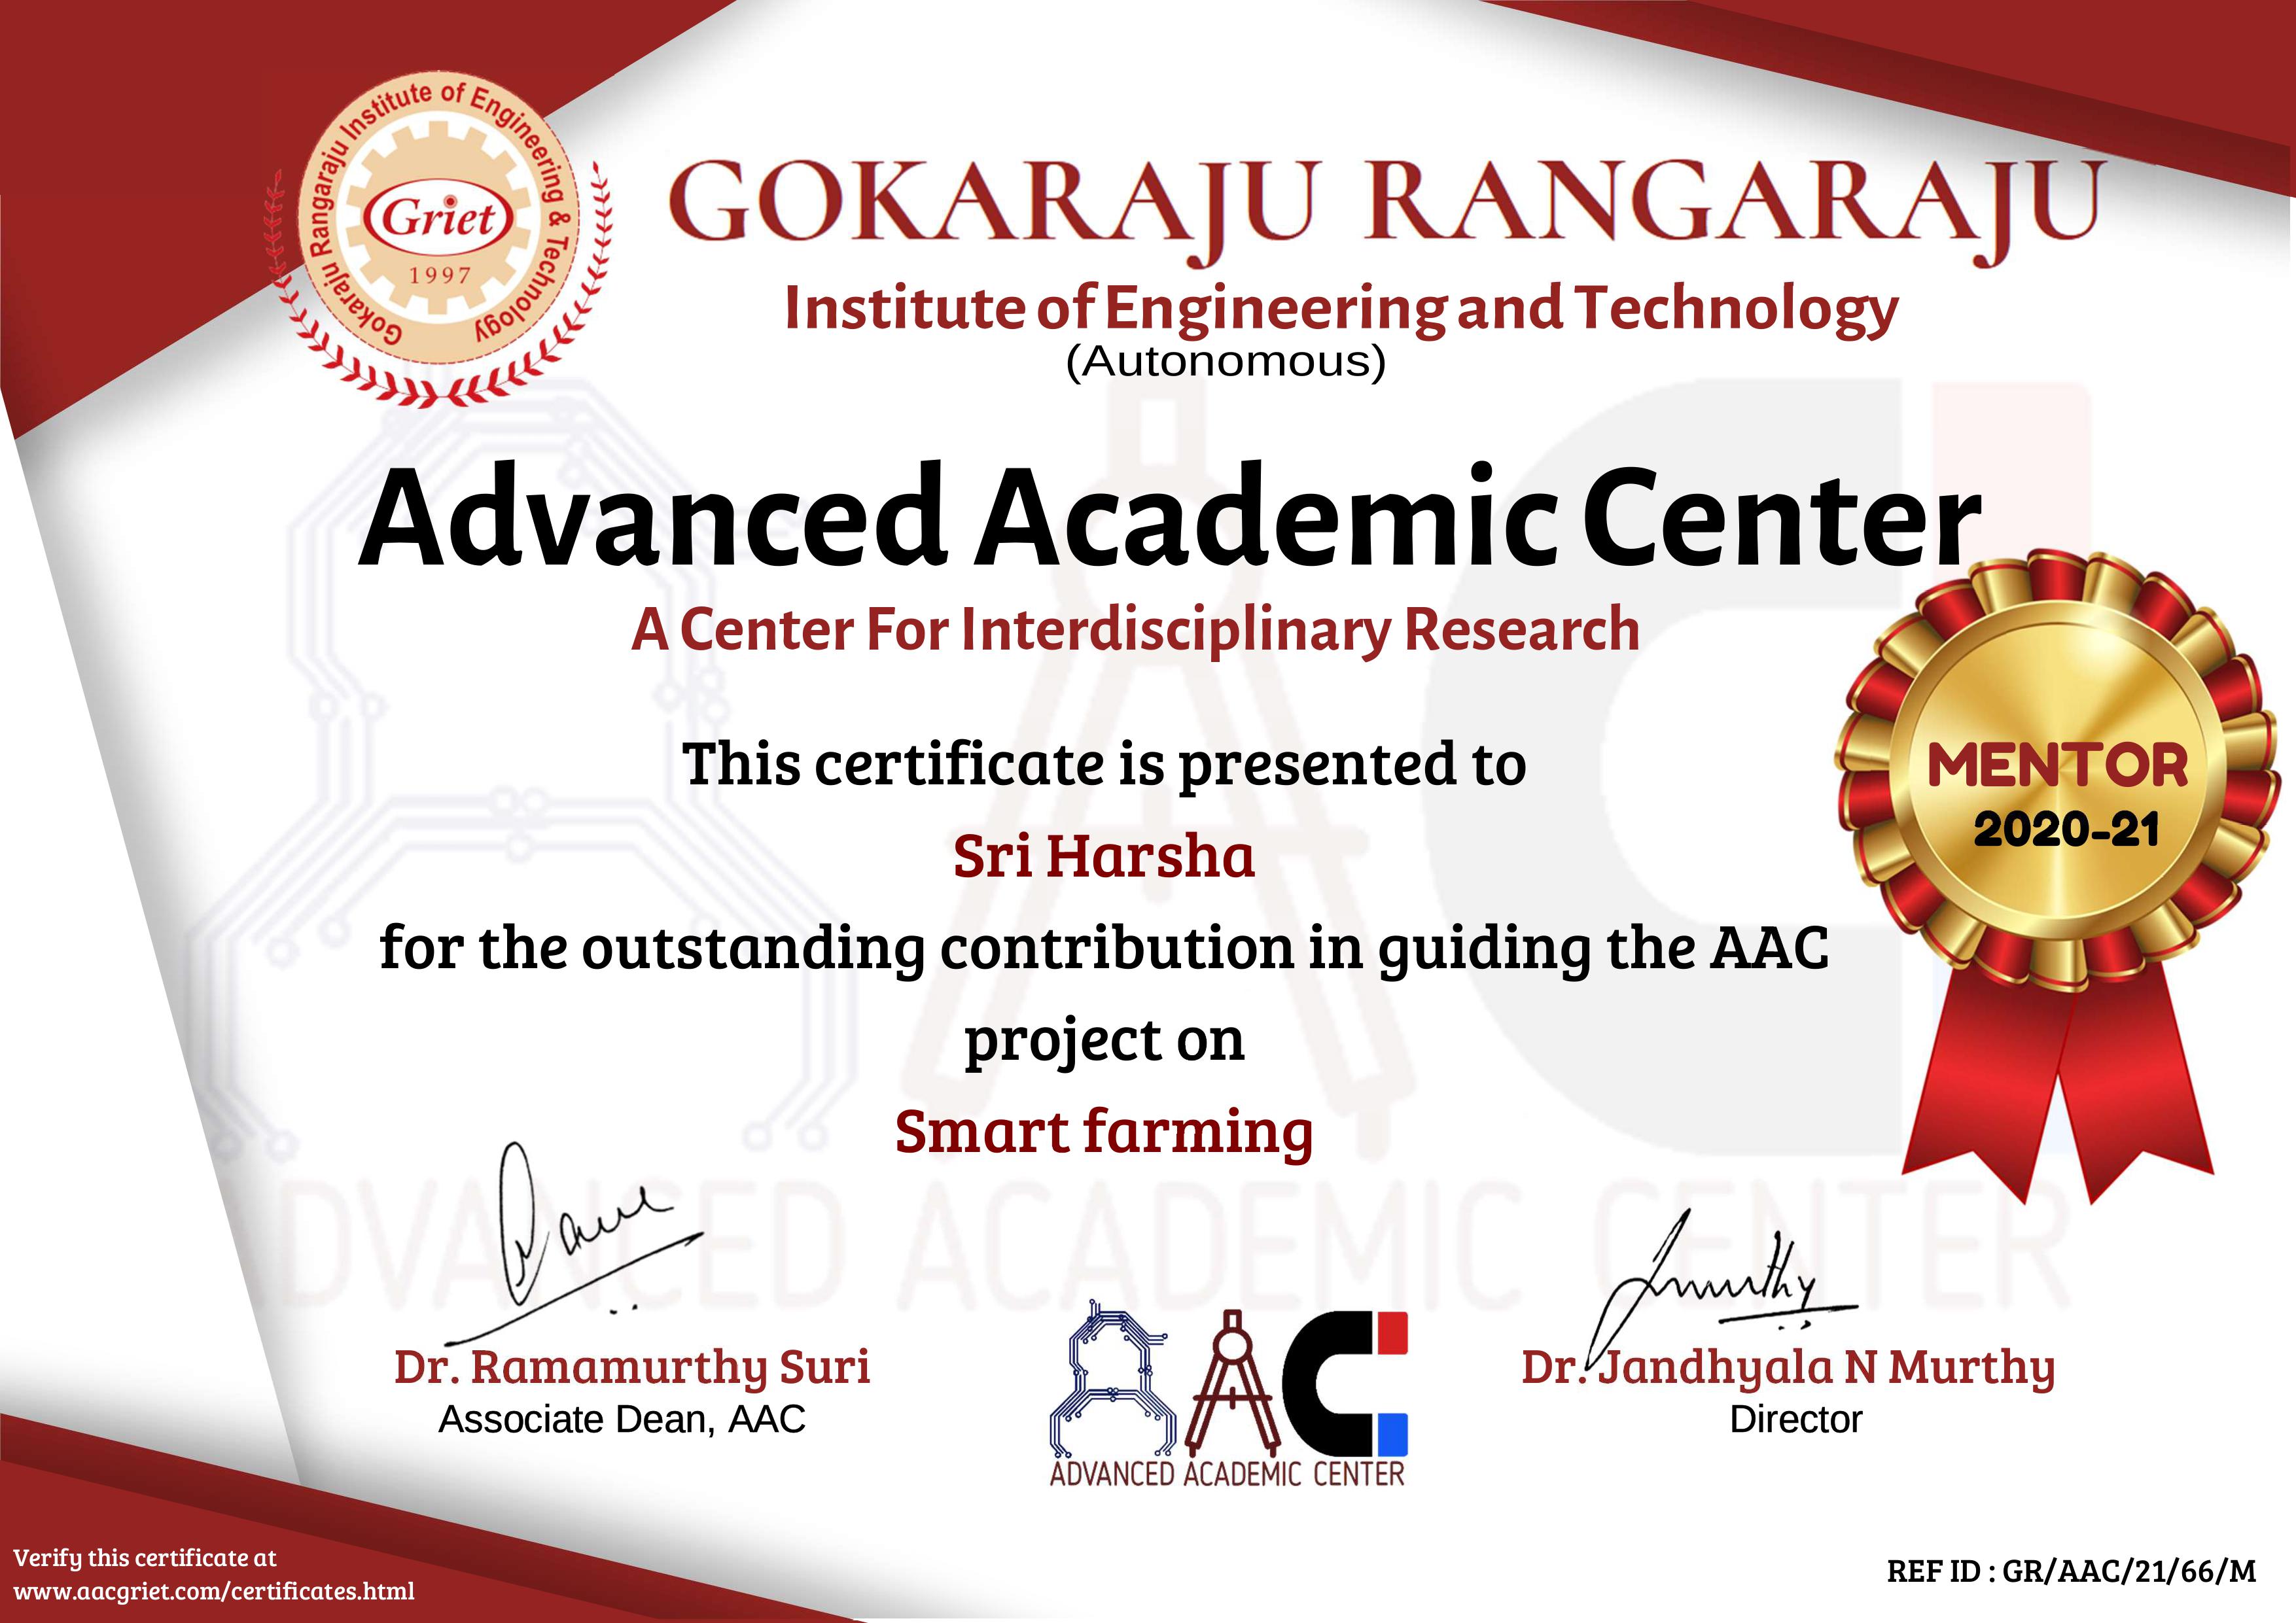 Gokaraju Rangaraju Institute of Engineering & Technology
Griet
1997
GOKARAJU RANGARAJU
Institute of Engineering and Technology
(Autonomous)
Advanced Academic Center
A Center For Interdisciplinary Research
This certificate is presented to
Sri Harsha
for the outstanding contribution in guiding the AAC
project on
Smart farming
MENTOR
2020-21
Dr. Ramamurthy Suri
Associate Dean, AAC
AAC
ADVANCED ACADEMIC CENTER
Dr. Jandhyala N Murthy
Director
Verify this certificate at
www.aacgriet.com/certificates.html
REF ID : GR/AAC/21/66/M